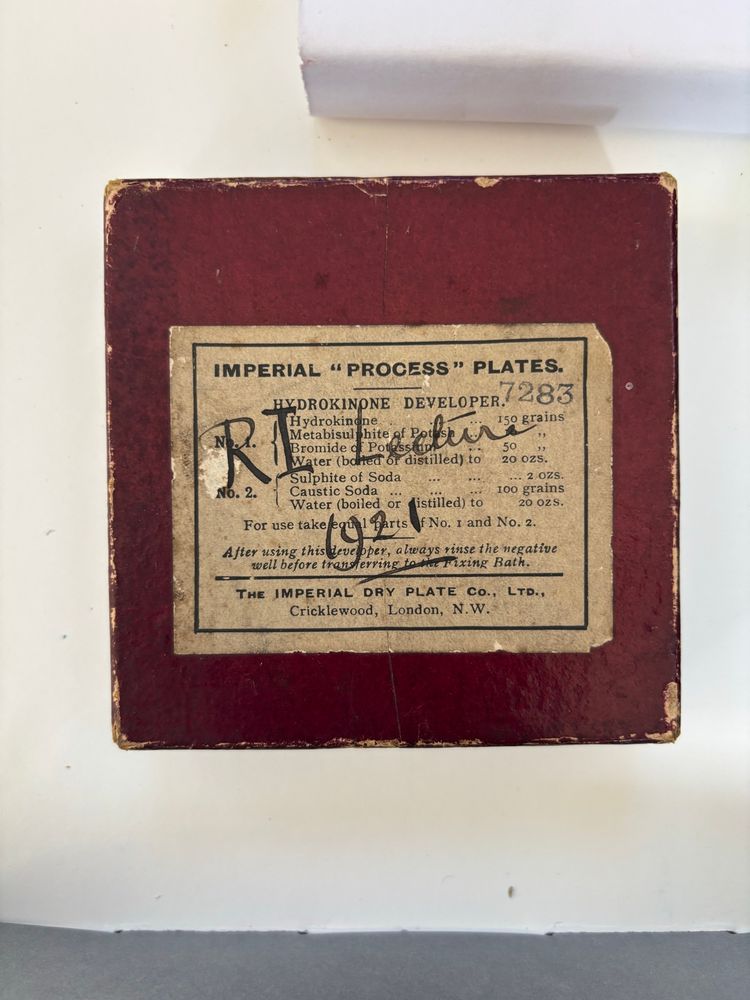 IMPERIAL "PROCESS" PLATES.
7283
HYDROKINONE DEVELOPER.
No. 1.
Hydrokinone ... ... 150 grains
Metabisulphite of Potass
Bromide of Potassium .. 50 „
Water (boiled or distilled) to 20 ozs.
No. 2.
Sulphite of Soda ... ... ... 2 ozs.
Caustic Soda ... ... ... 100 grains
Water (boiled or distilled) to 20 ozs.
For use take equal parts of No. 1 and No. 2.
After using this developer, always rinse the negative
well before transferring to the Fixing Bath.
THE IMPERIAL DRY PLATE CO., LTD.,
Cricklewood, London, N.W.
RI Lecture
1921